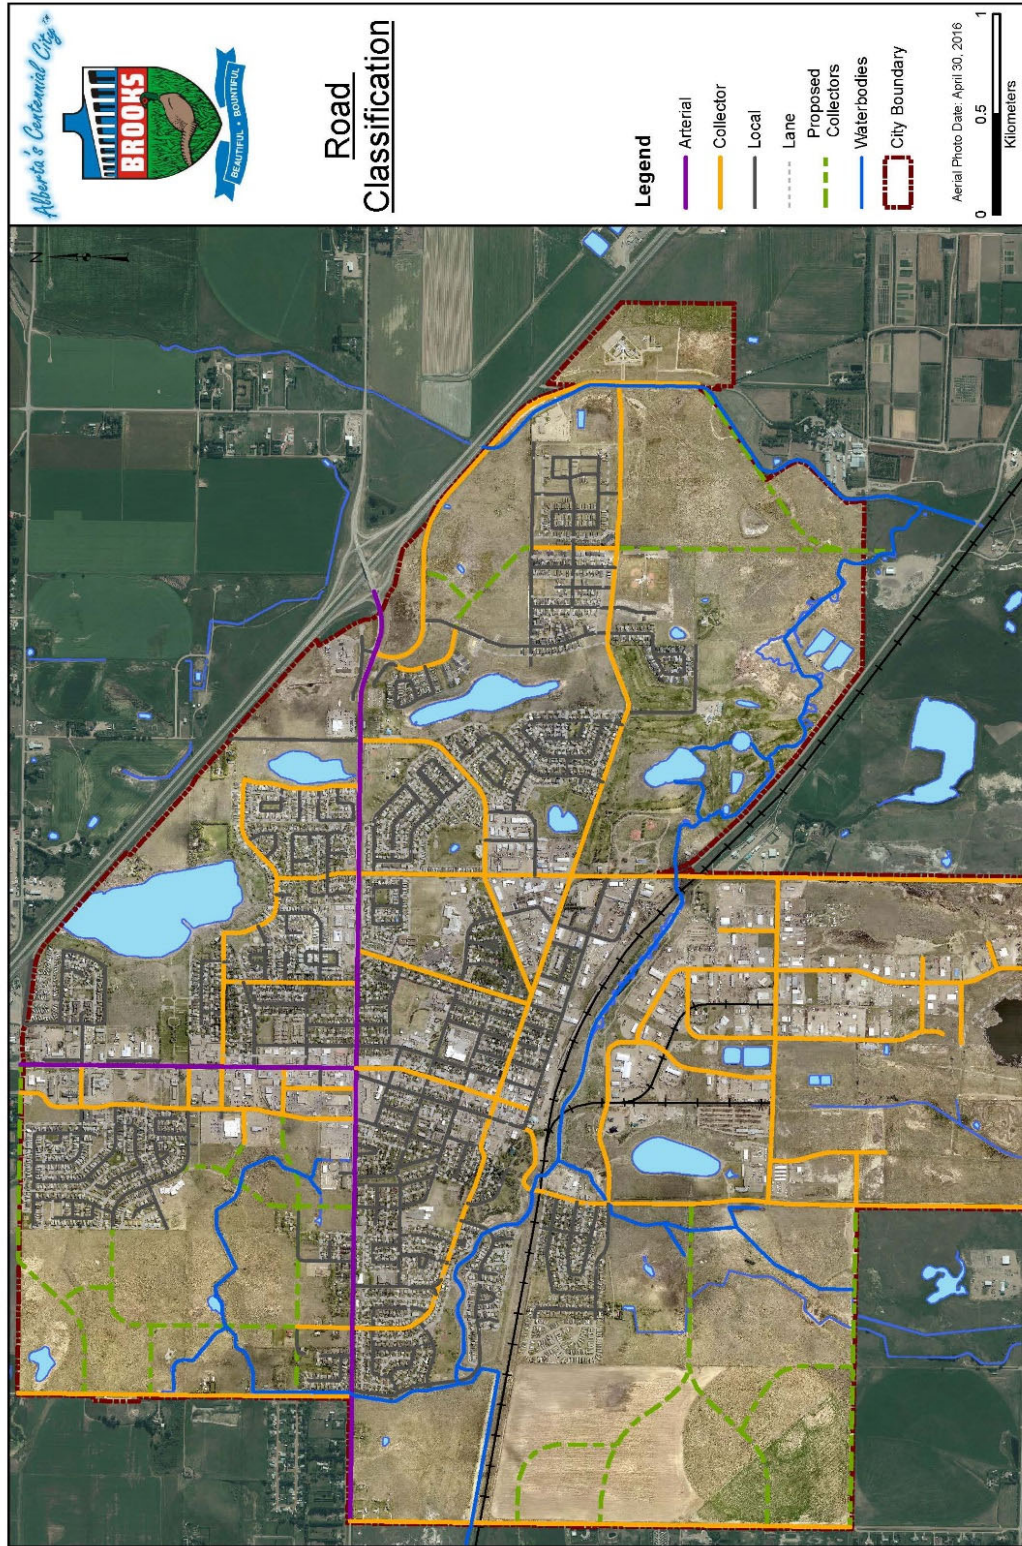 Alberta's Centennial City
BROOKS
BEAUTIFUL • BOUNTIFUL
Road
Classification
Legend
Arterial
Collector
Local
Lane
Proposed
Collectors
Waterbodies
City Boundary
Aerial Photo Date: April 30, 2016
0
0.5
1
Kilometers
N